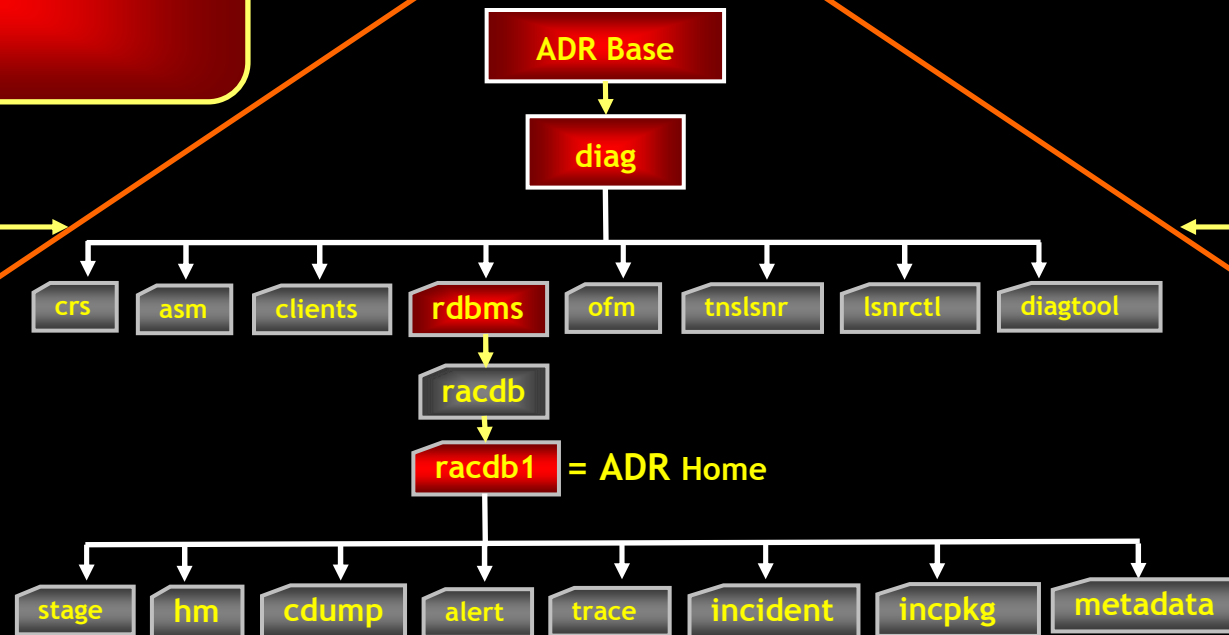 ADR Base
diag
crs
asm
clients
rdbms
ofm
tnslsnr
lsnrctl
diagtool
racdb
racdb1 = ADR Home
stage
hm
cdump
alert
trace
incident
incpkg
metadata